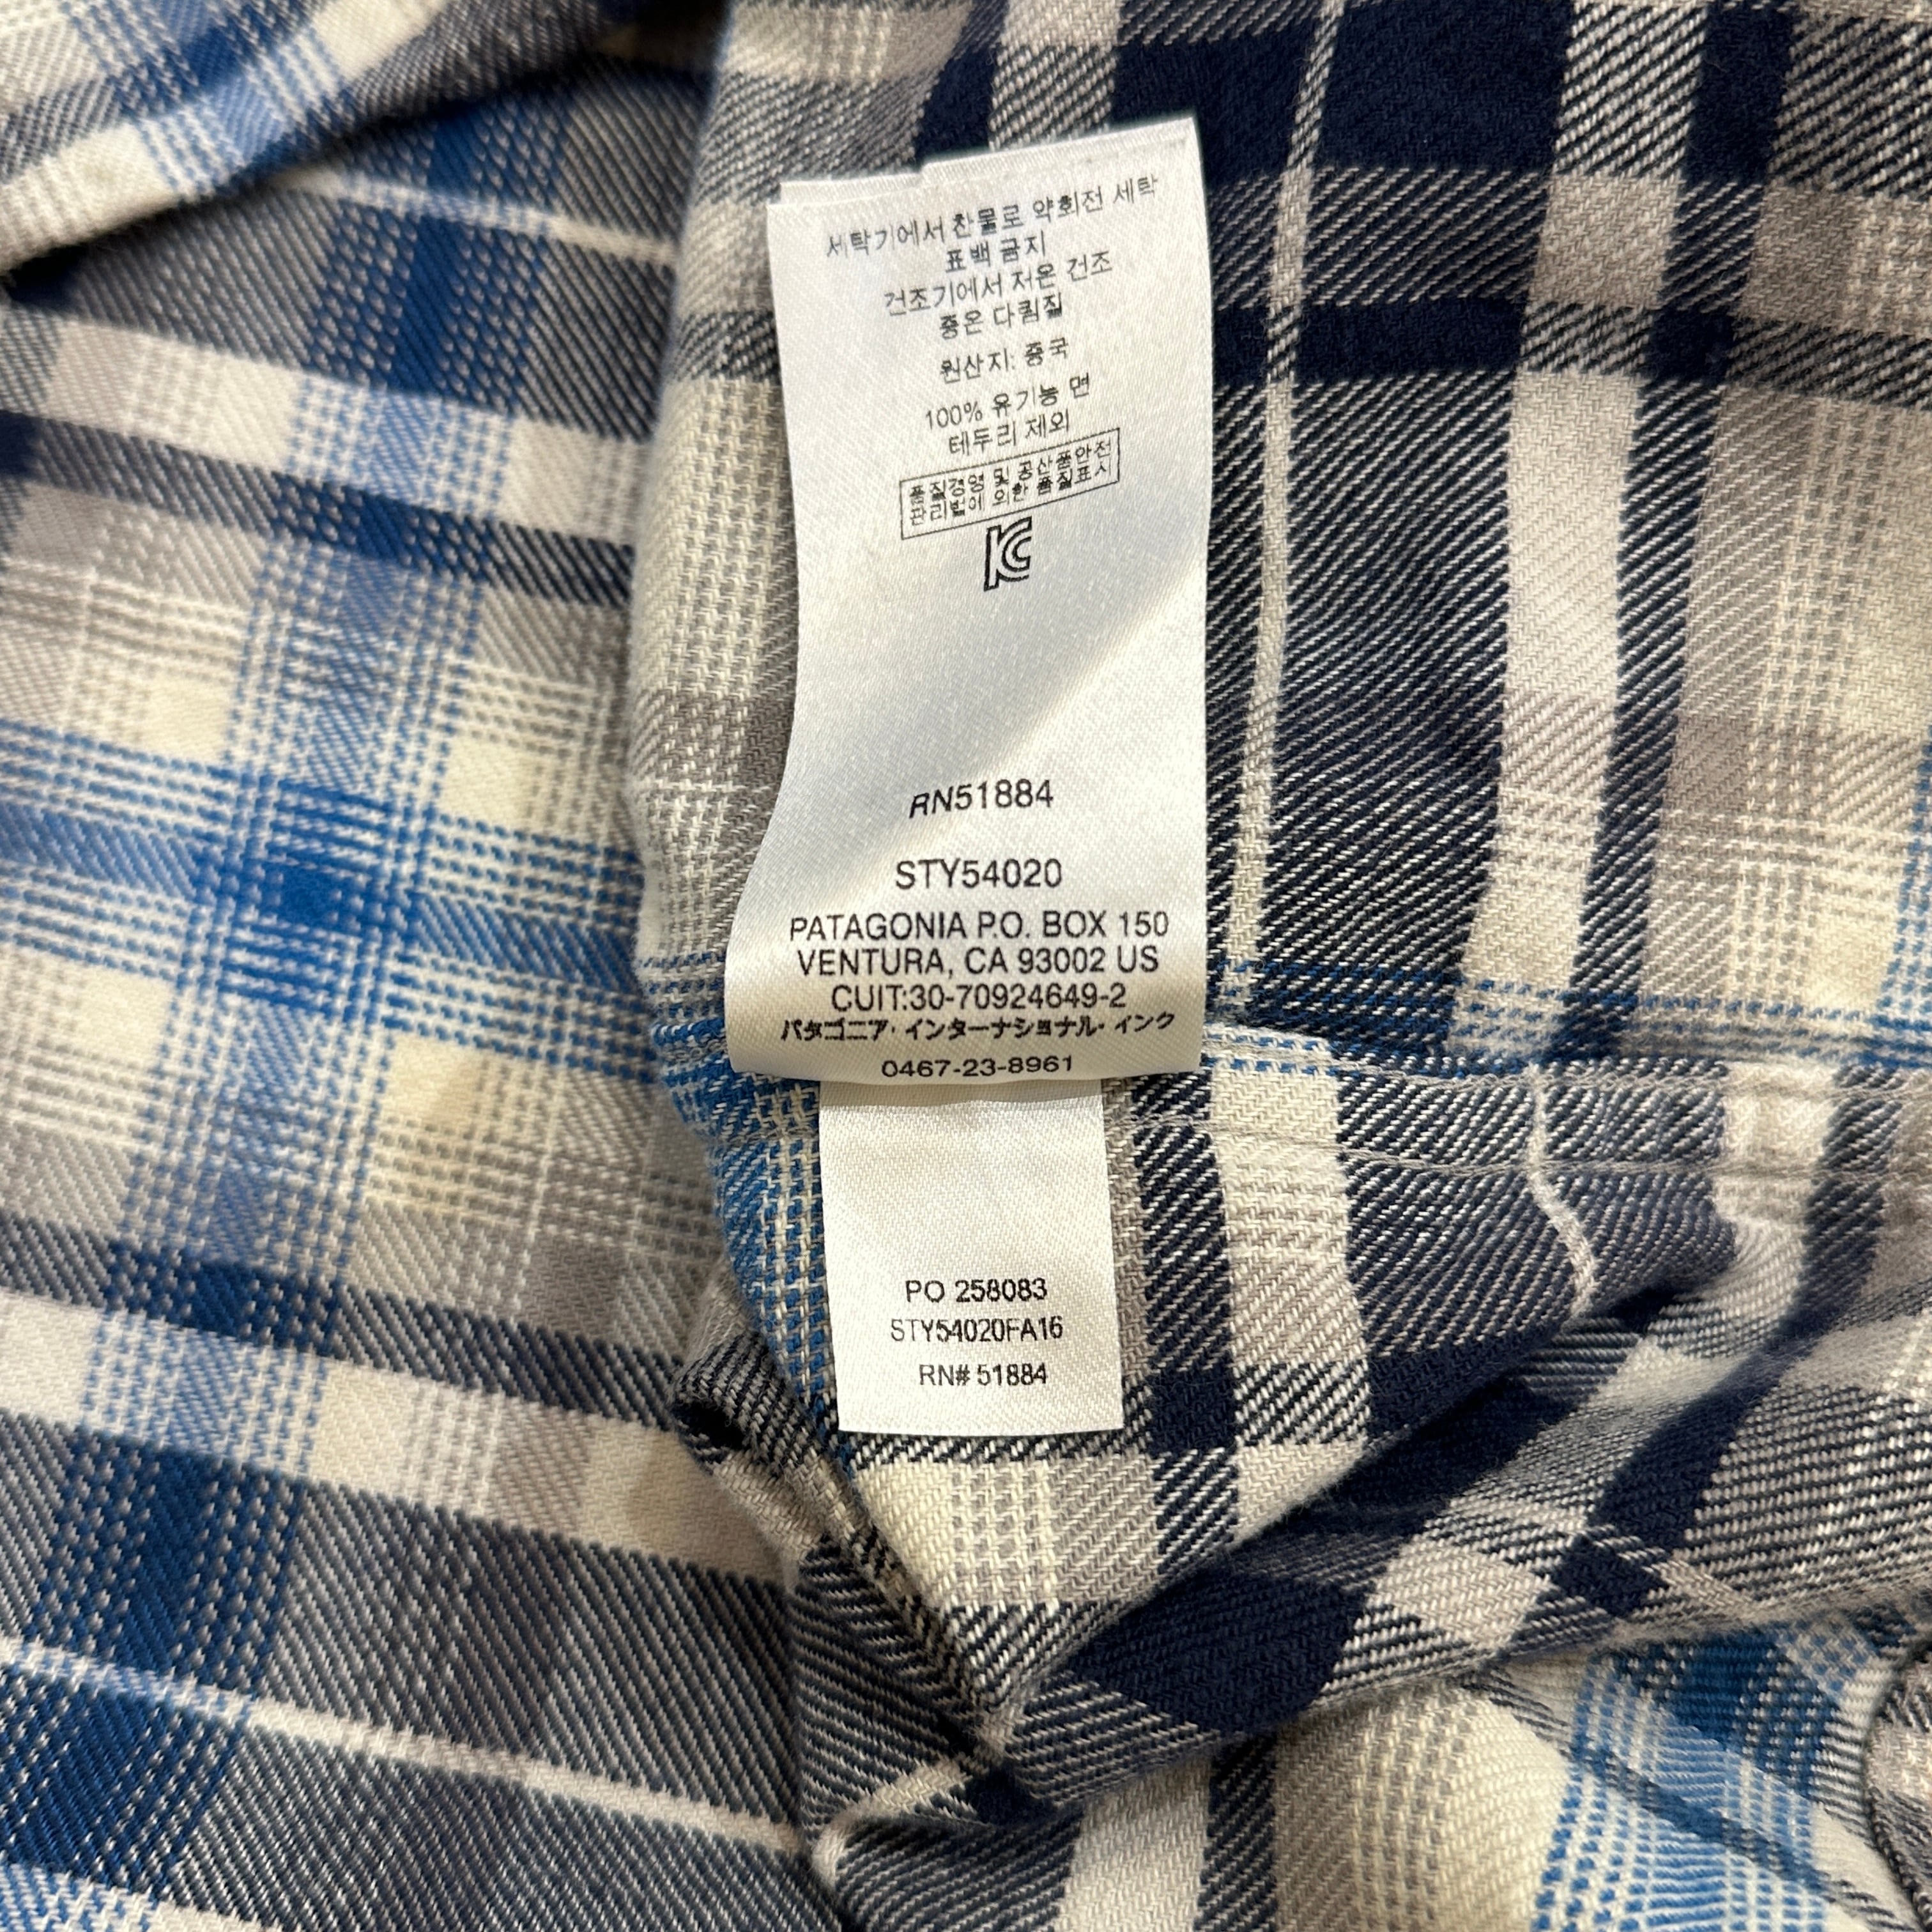 세탁기에서 찬물로 약회전 세탁
표백 금지
건조기에서 저온 건조
중온 다림질
원산지: 중국
100% 유기농 면
테두리 제외
품질경영 및 공산품안전
관리법에 의한 품질표시
KC
RN51884
STY54020
PATAGONIA P.O. BOX 150
VENTURA, CA 93002 US
CUIT:30-70924649-2
パタゴニア・インターナショナル・インク
0467-23-8961
PO 258083
STY54020FA16
RN# 51884